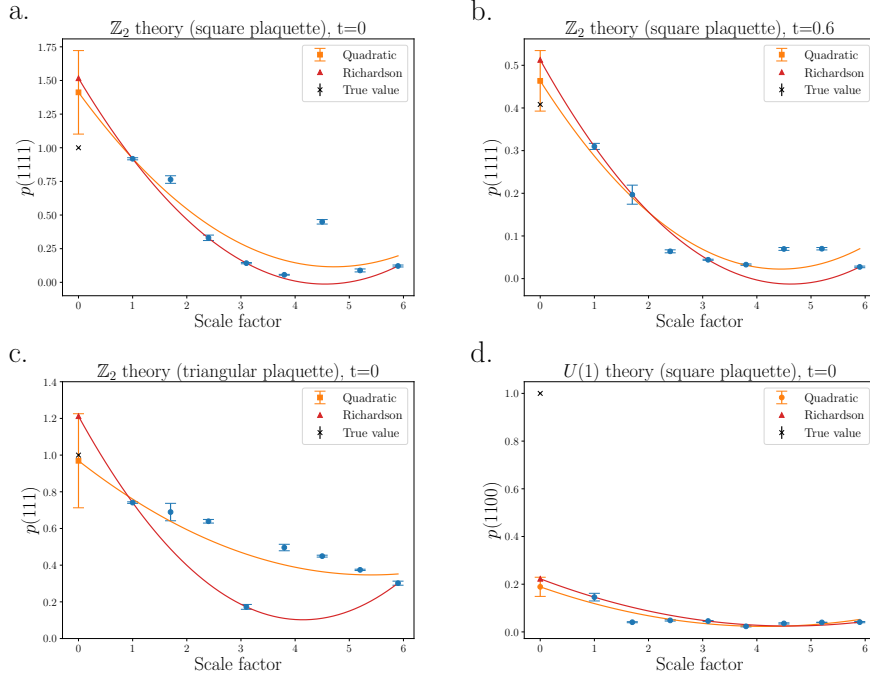 a.
ℤ₂ theory (square plaquette), t=0
Quadratic
Richardson
True value
1.75
1.50
1.25
1.00
0.75
0.50
0.25
0.00
p(1111)
0 1 2 3 4 5 6
Scale factor
b.
ℤ₂ theory (square plaquette), t=0.6
Quadratic
Richardson
True value
0.5
0.4
0.3
0.2
0.1
0.0
p(1111)
0 1 2 3 4 5 6
Scale factor
c.
ℤ₂ theory (triangular plaquette), t=0
Quadratic
Richardson
True value
1.4
1.2
1.0
0.8
0.6
0.4
0.2
0.0
p(111)
0 1 2 3 4 5 6
Scale factor
d.
U(1) theory (square plaquette), t=0
Quadratic
Richardson
True value
1.0
0.8
0.6
0.4
0.2
0.0
p(1100)
0 1 2 3 4 5 6
Scale factor